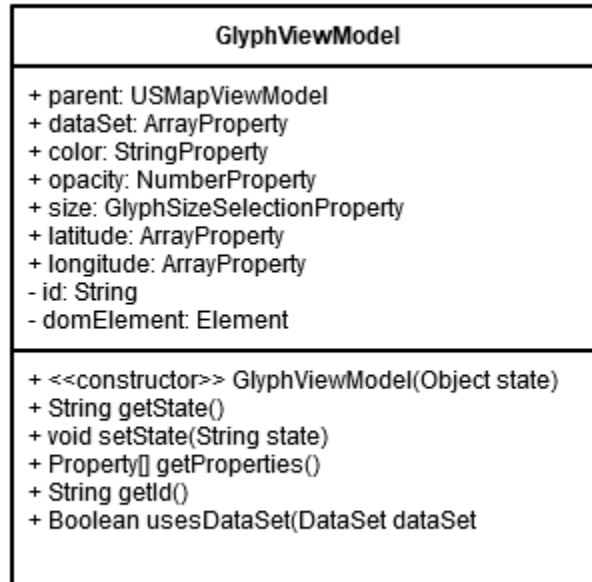 GlyphViewModel
+ parent: USMapViewModel
+ dataSet: ArrayProperty
+ color: StringProperty
+ opacity: NumberProperty
+ size: GlyphSizeSelectionProperty
+ latitude: ArrayProperty
+ longitude: ArrayProperty
- id: String
- domElement: Element
+ <<constructor>> GlyphViewModel(Object state)
+ String getState()
+ void setState(String state)
+ Property[] getProperties()
+ String getId()
+ Boolean usesDataSet(DataSet dataSet